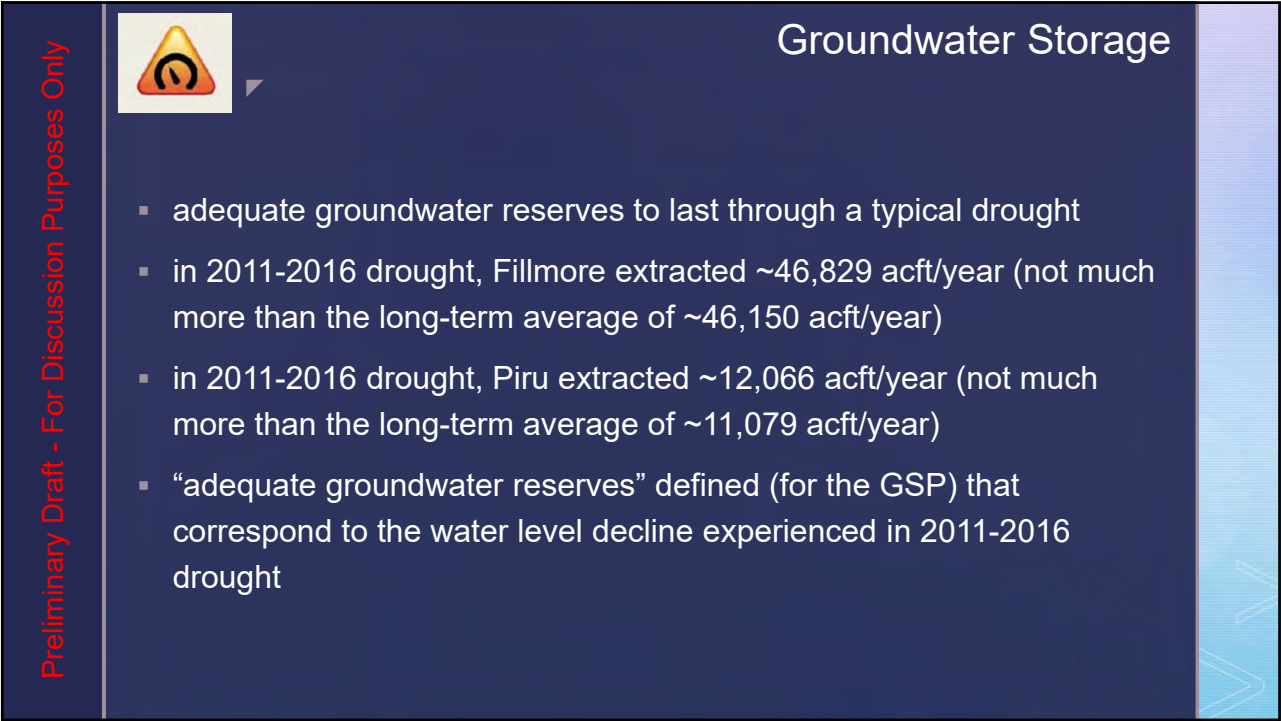 Groundwater Storage
Preliminary Draft - For Discussion Purposes Only
▪ adequate groundwater reserves to last through a typical drought
▪ in 2011-2016 drought, Fillmore extracted ~46,829 acft/year (not much
more than the long-term average of ~46,150 acft/year)
▪ in 2011-2016 drought, Piru extracted ~12,066 acft/year (not much
more than the long-term average of ~11,079 acft/year)
▪ “adequate groundwater reserves” defined (for the GSP) that
correspond to the water level decline experienced in 2011-2016
drought